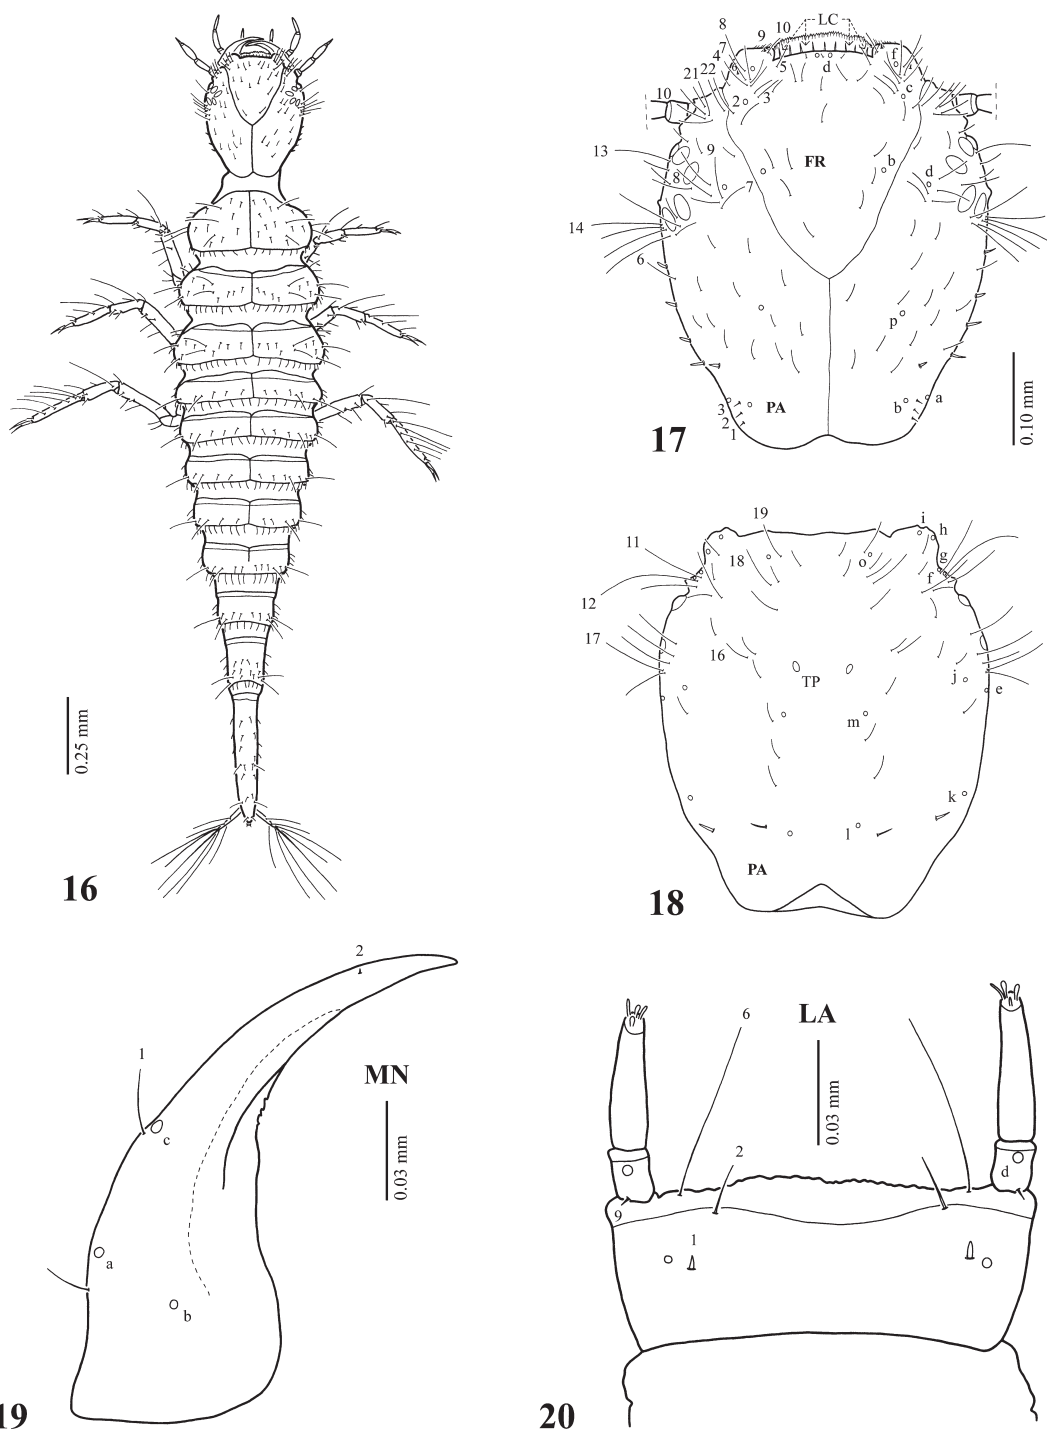 0.25 mm
16
8 9 10 LC
7
4 6 5 d f
21 22
10 2 3 c
13 9 FR b
8 7 d
14
6
p
3 PA b a
2
1
17
0.10 mm
19 i h
11 18 o g
f
12
17 16
TP j e
m
k
l
PA
18
2
1
MN
c
0.03 mm
a
b
19
6 LA
0.03 mm
2
d
9
1
20